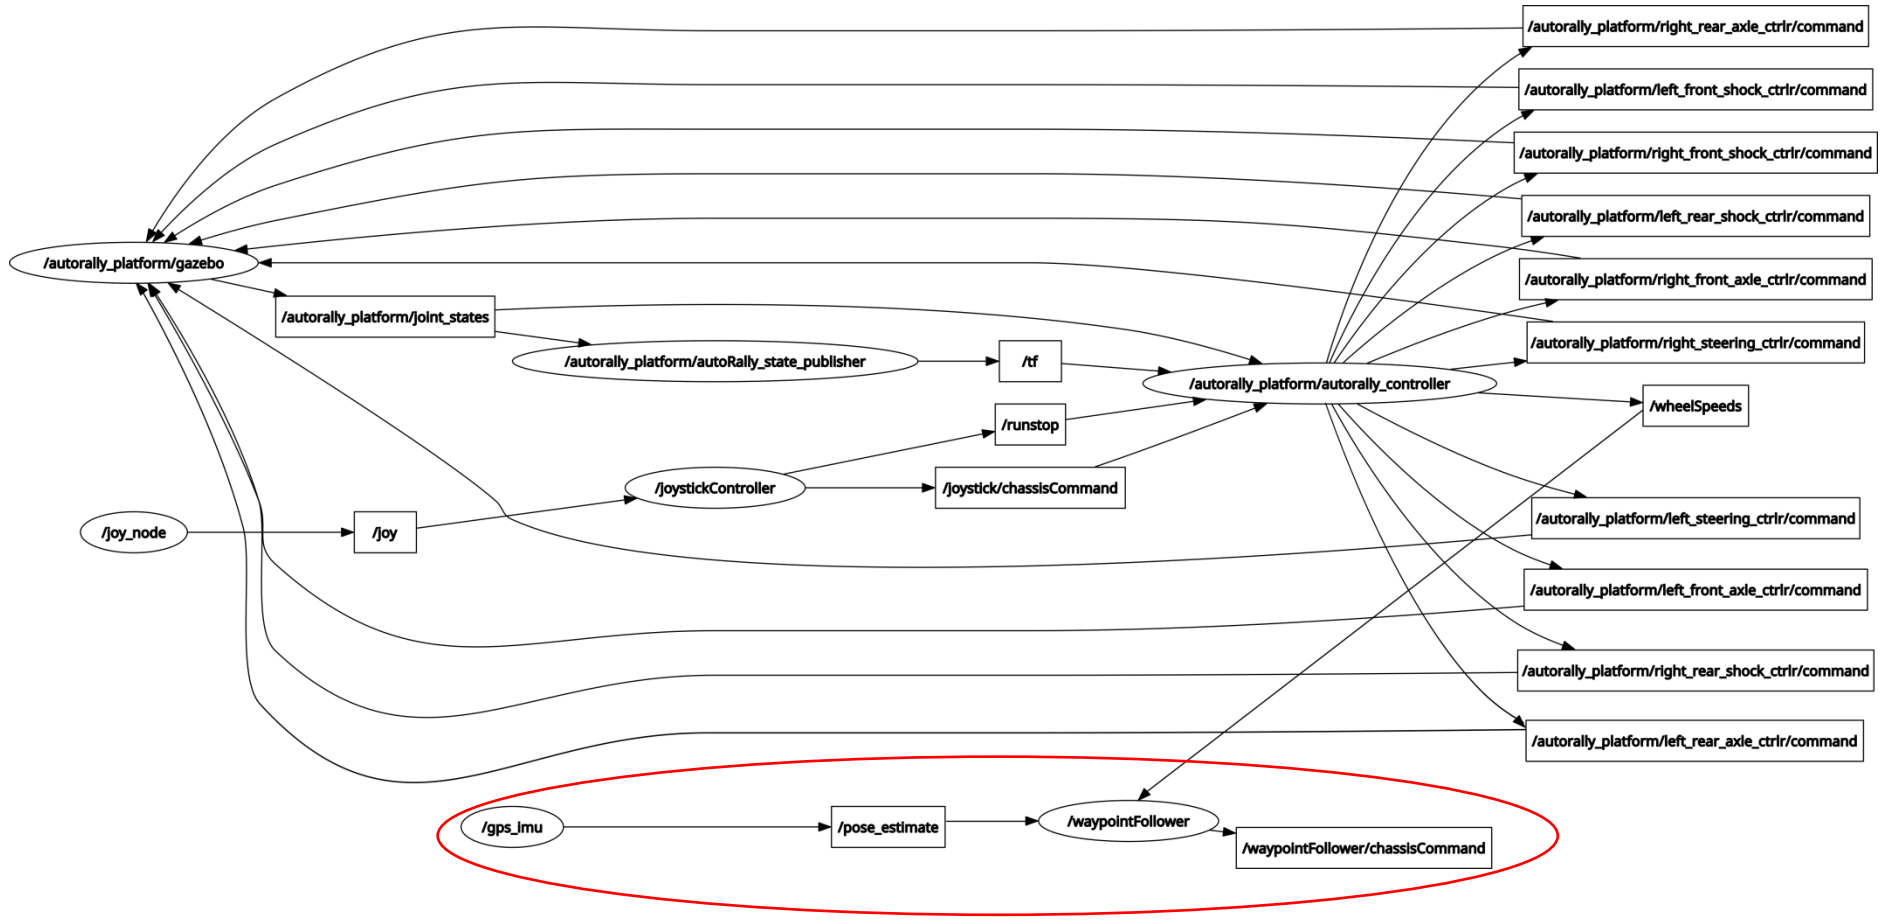 /autorally_platform/right_rear_axle_ctrlr/command
/autorally_platform/left_front_shock_ctrlr/command
/autorally_platform/right_front_shock_ctrlr/command
/autorally_platform/left_rear_shock_ctrlr/command
/autorally_platform/gazebo
/autorally_platform/right_front_axle_ctrlr/command
/autorally_platform/joint_states
/autorally_platform/right_steering_ctrlr/command
/autorally_platform/autoRally_state_publisher
/tf
/autorally_platform/autorally_controller
/wheelSpeeds
/runstop
/joystickController
/joystick/chassisCommand
/autorally_platform/left_steering_ctrlr/command
/joy_node
/joy
/autorally_platform/left_front_axle_ctrlr/command
/autorally_platform/right_rear_shock_ctrlr/command
/autorally_platform/left_rear_axle_ctrlr/command
/gps_imu
/pose_estimate
/waypointFollower
/waypointFollower/chassisCommand